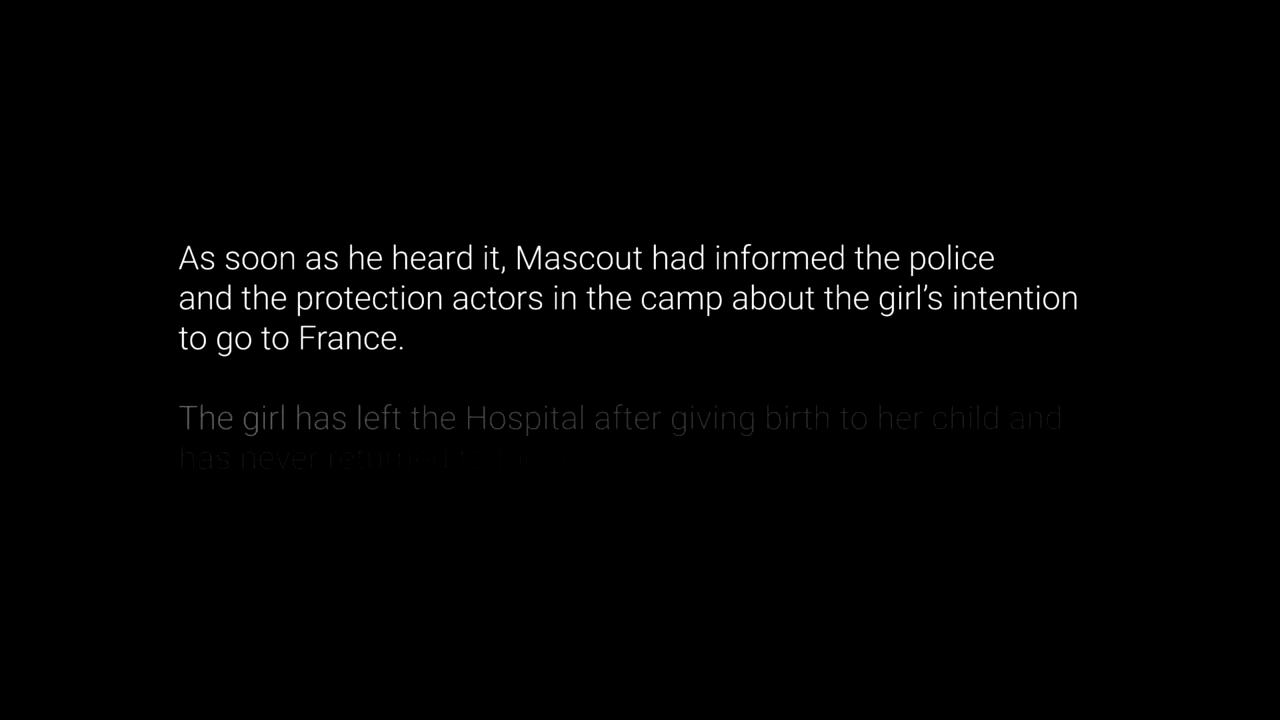 As soon as he heard it, Mascout had informed the police
and the protection actors in the camp about the girl’s intention
to go to France.
The girl has left the Hospital after giving birth to her child and
has never returned to